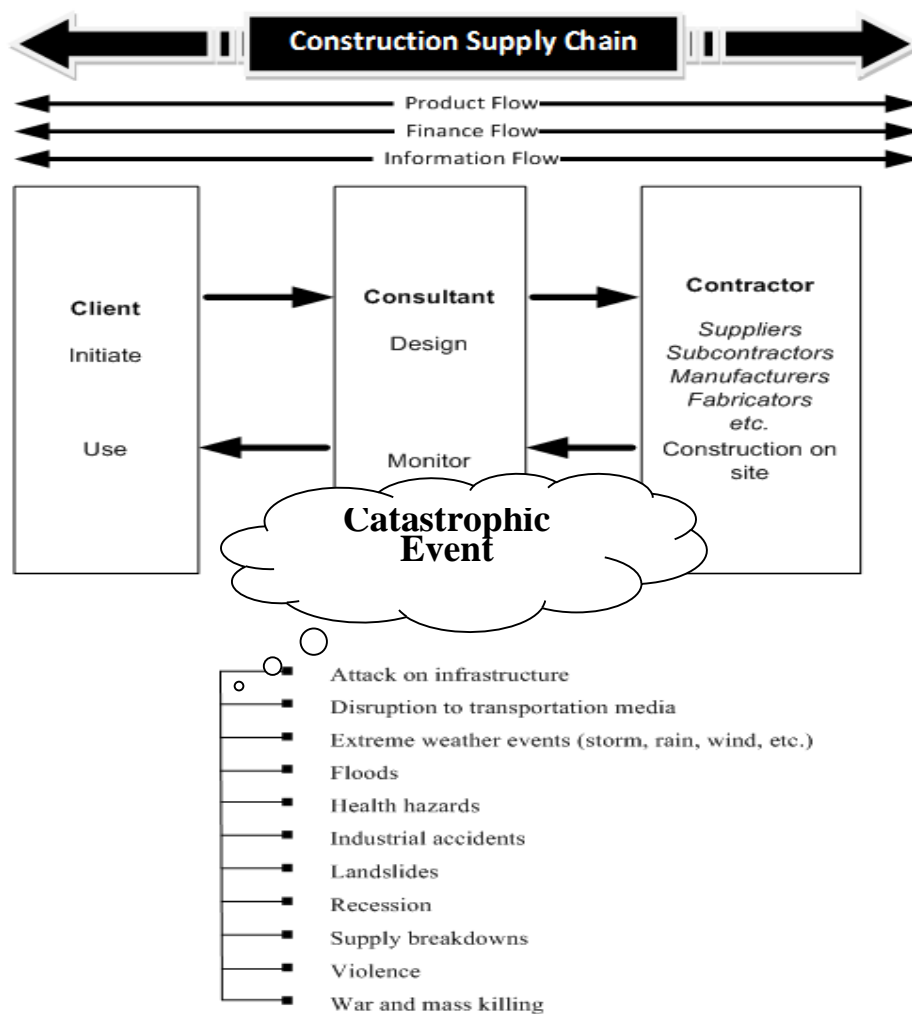 Construction Supply Chain
Product Flow
Finance Flow
Information Flow
Client
Initiate
Use
Consultant
Design
Monitor
Contractor
Suppliers
Subcontractors
Manufacturers
Fabricators
etc.
Construction on
site
Catastrophic
Event
Attack on infrastructure
Disruption to transportation media
Extreme weather events (storm, rain, wind, etc.)
Floods
Health hazards
Industrial accidents
Landslides
Recession
Supply breakdowns
Violence
War and mass killing